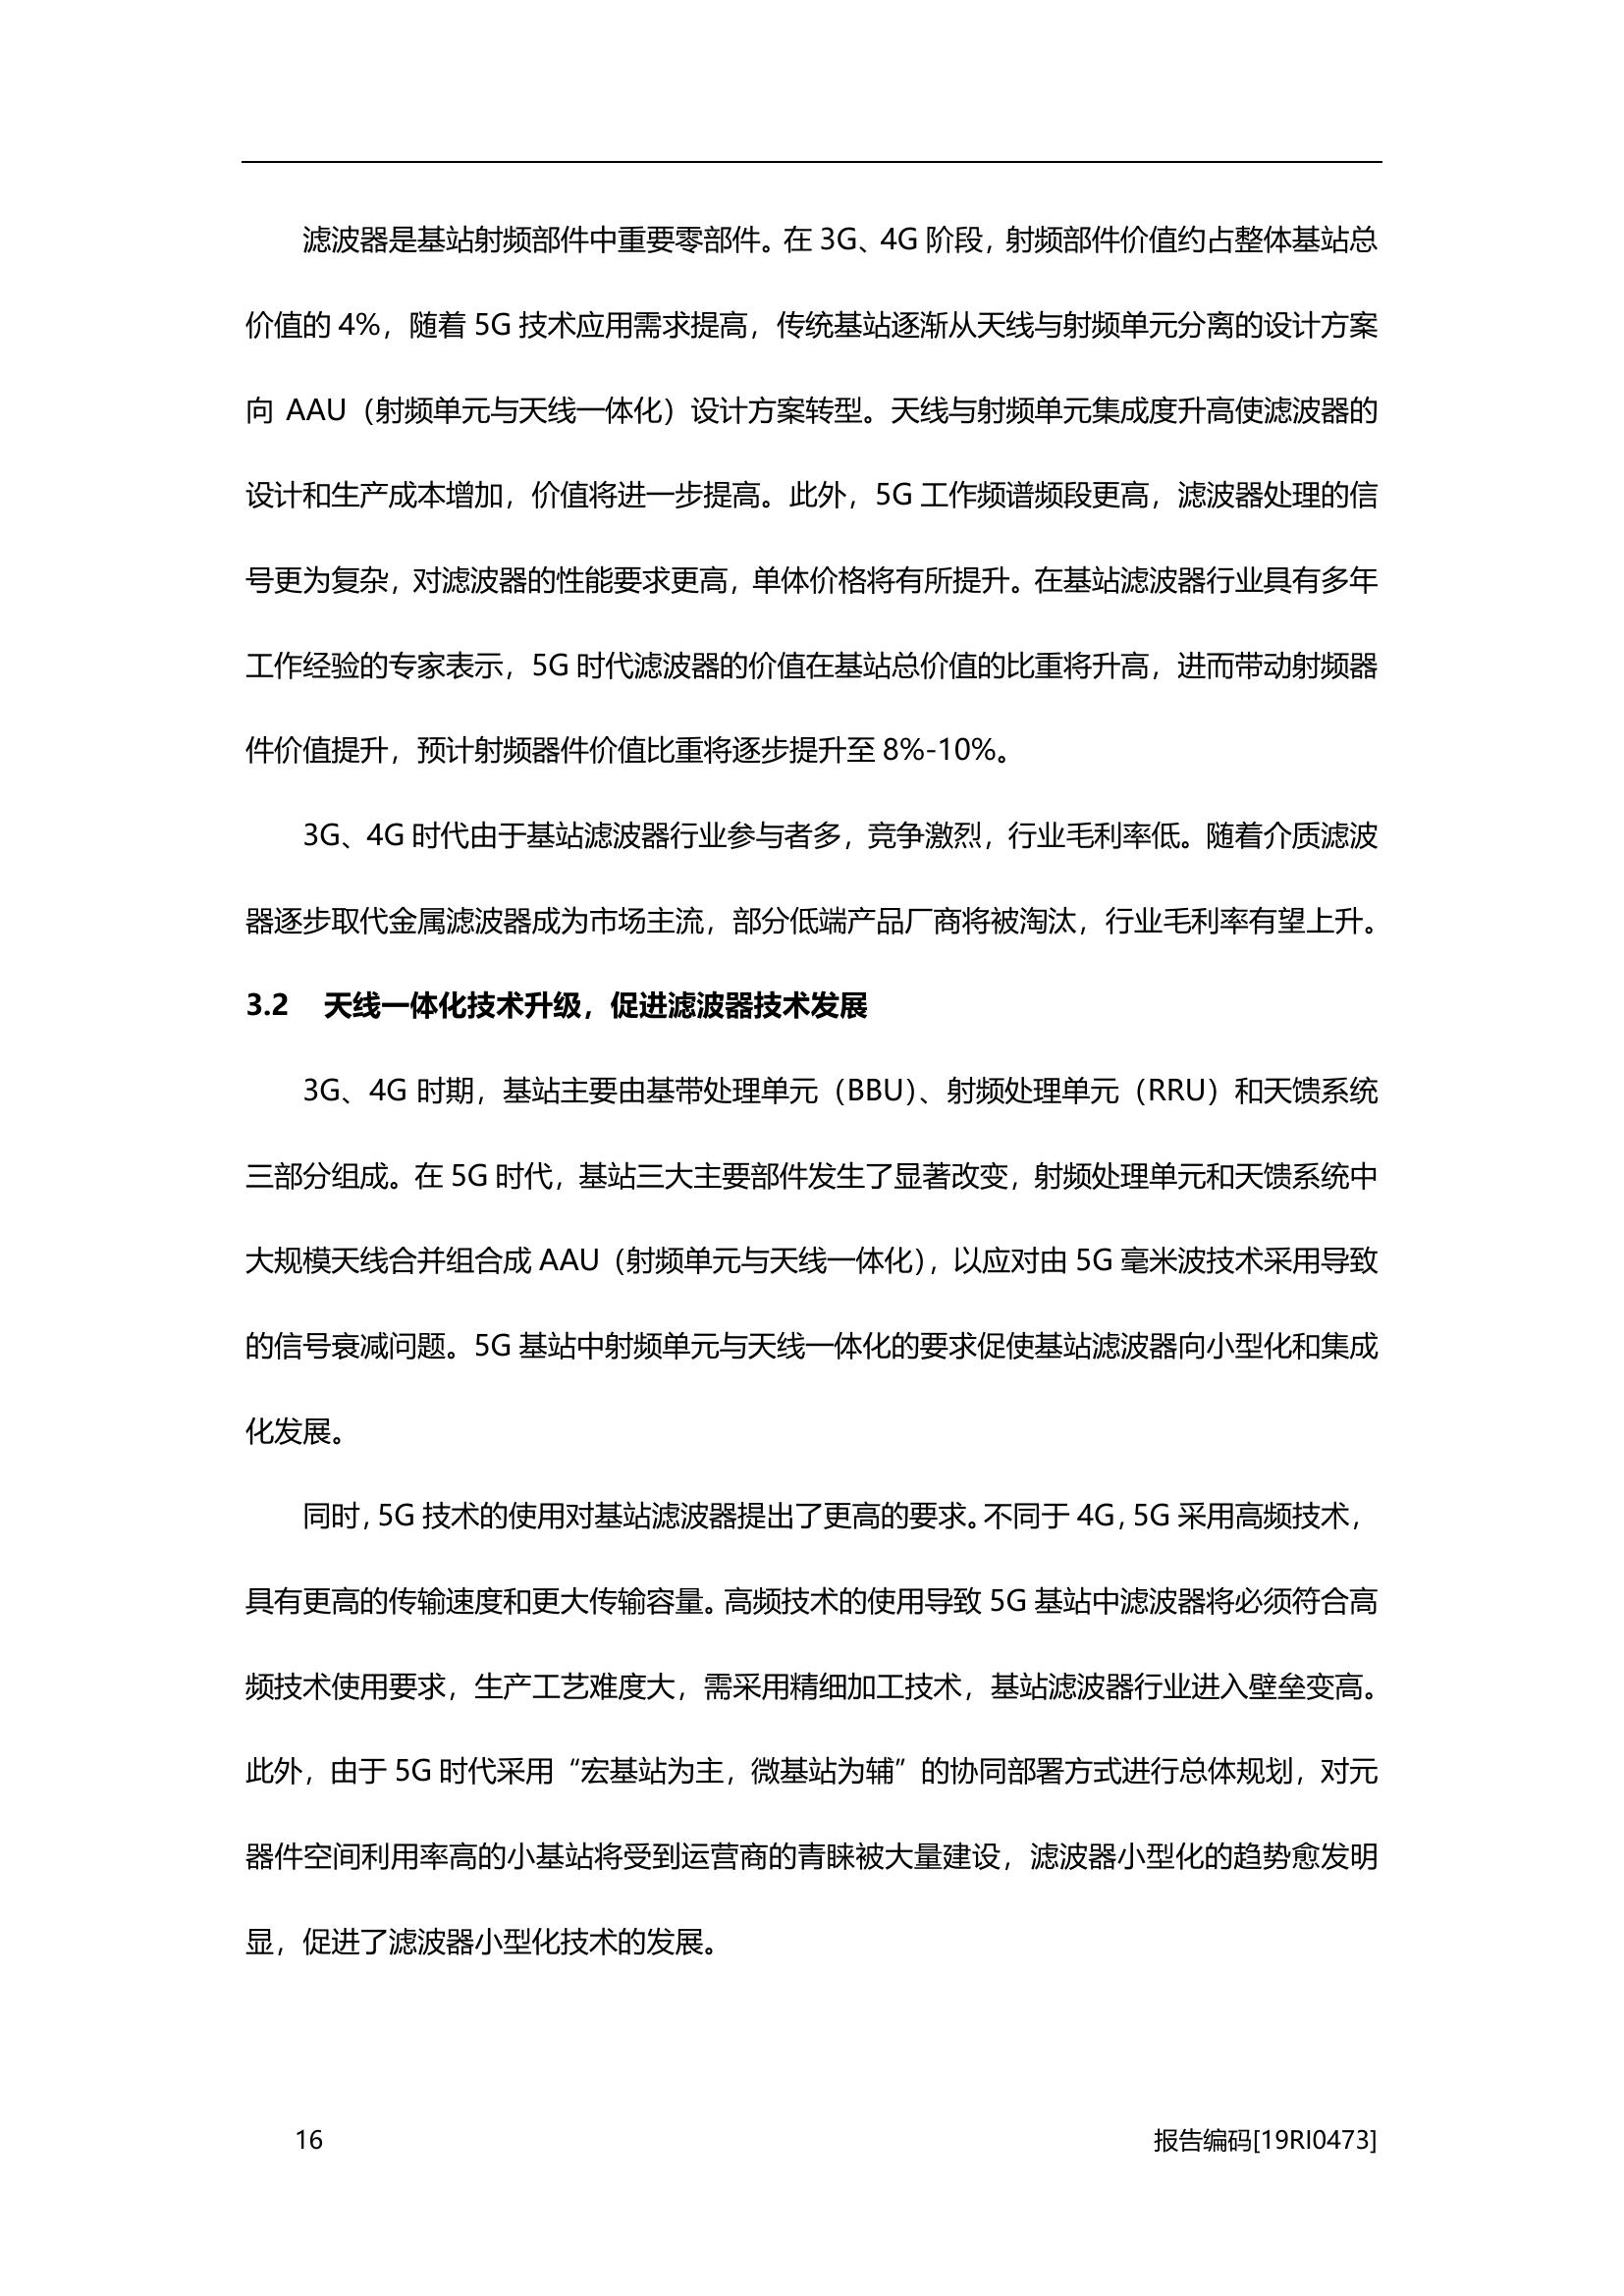 滤波器是基站射频部件中重要零部件。在 3G、4G 阶段，射频部件价值约占整体基站总
价值的 4%，随着 5G 技术应用需求提高，传统基站逐渐从天线与射频单元分离的设计方案
向 AAU（射频单元与天线一体化）设计方案转型。天线与射频单元集成度升高使滤波器的
设计和生产成本增加，价值将进一步提高。此外，5G 工作频谱频段更高，滤波器处理的信
号更为复杂，对滤波器的性能要求更高，单体价格将有所提升。在基站滤波器行业具有多年
工作经验的专家表示，5G 时代滤波器的价值在基站总价值的比重将升高，进而带动射频器
件价值提升，预计射频器件价值比重将逐步提升至 8%-10%。
3G、4G 时代由于基站滤波器行业参与者多，竞争激烈，行业毛利率低。随着介质滤波
器逐步取代金属滤波器成为市场主流，部分低端产品厂商将被淘汰，行业毛利率有望上升。
3.2 天线一体化技术升级，促进滤波器技术发展
3G、4G 时期，基站主要由基带处理单元（BBU）、射频处理单元（RRU）和天馈系统
三部分组成。在 5G 时代，基站三大主要部件发生了显著改变，射频处理单元和天馈系统中
大规模天线合并组合成 AAU（射频单元与天线一体化），以应对由 5G 毫米波技术采用导致
的信号衰减问题。5G 基站中射频单元与天线一体化的要求促使基站滤波器向小型化和集成
化发展。
同时，5G 技术的使用对基站滤波器提出了更高的要求。不同于 4G，5G 采用高频技术，
具有更高的传输速度和更大传输容量。高频技术的使用导致 5G 基站中滤波器将必须符合高
频技术使用要求，生产工艺难度大，需采用精细加工技术，基站滤波器行业进入壁垒变高。
此外，由于 5G 时代采用“宏基站为主，微基站为辅”的协同部署方式进行总体规划，对元
器件空间利用率高的小基站将受到运营商的青睐被大量建设，滤波器小型化的趋势愈发明
显，促进了滤波器小型化技术的发展。
16 报告编码[19RI0473]